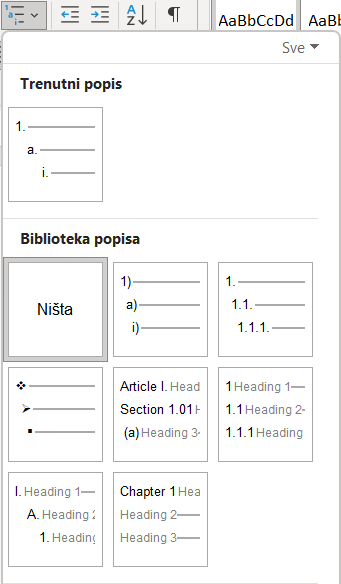 AaBbCcDd AaBb
Sve
Trenutni popis
1.
a.
i.
Biblioteka popisa
Ništa
1)
a)
i)
1.
1.1.
1.1.1.
Article I. Head
Section 1.01 H
(a) Heading 3
1 Heading 1
1.1 Heading 2
1.1.1 Heading
I. Heading 1
A. Heading 2
1. Heading
Chapter 1 Hea
Heading 2
Heading 3